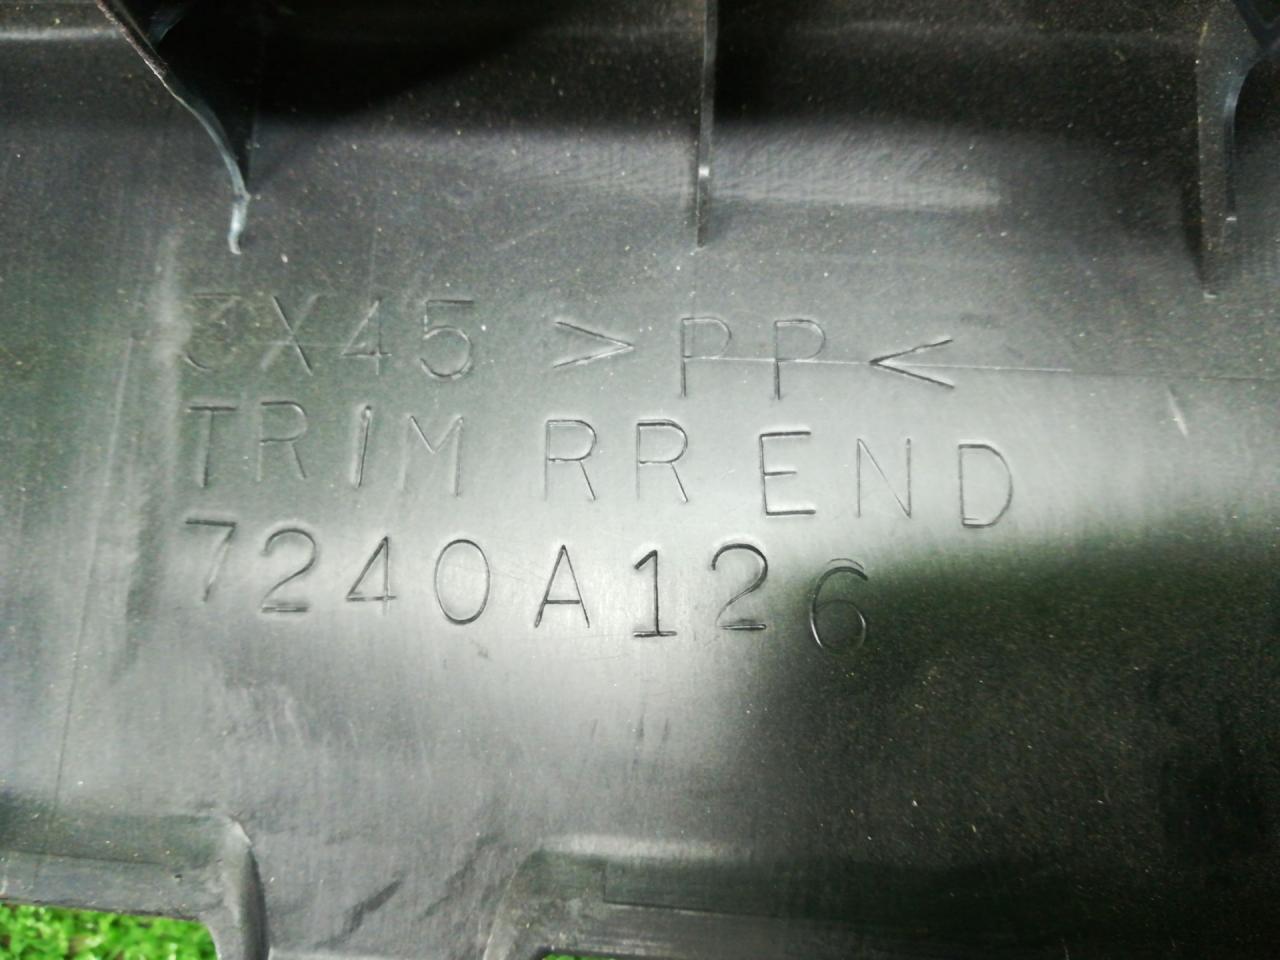 3X45 >PP<
TRIM RR END
7240A126